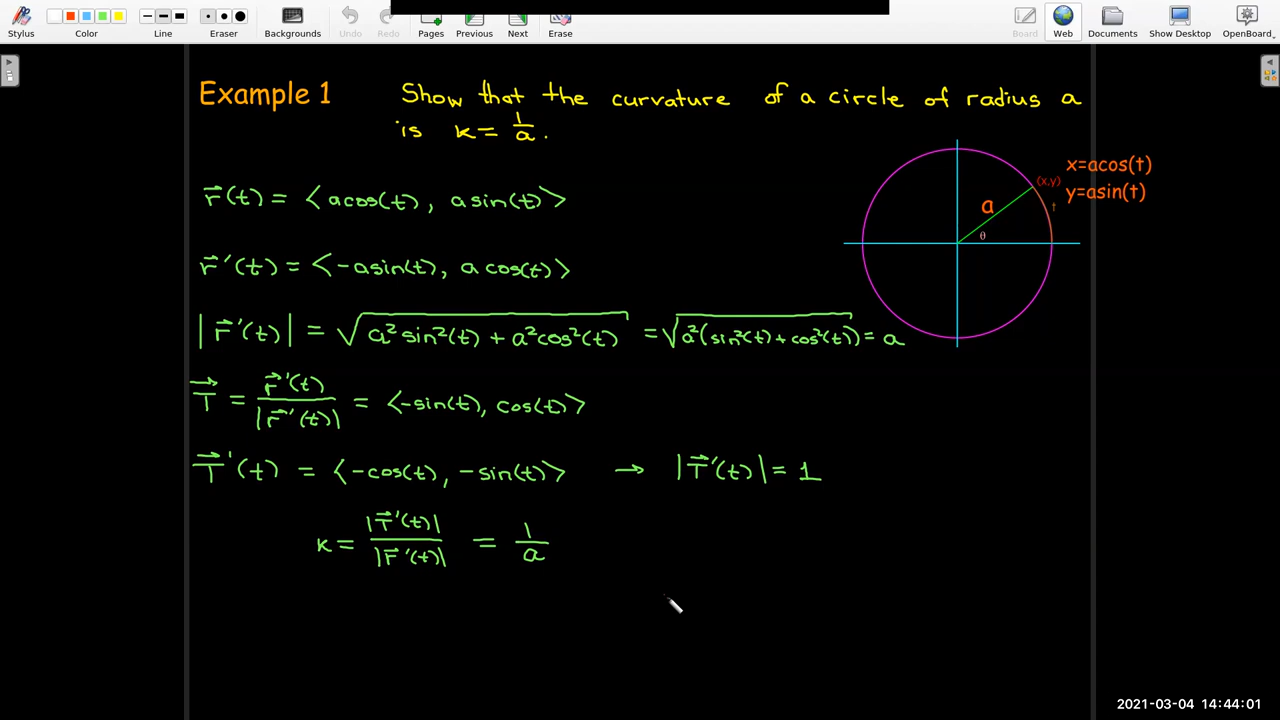 Stylus Color Line Eraser Backgrounds Undo Redo Pages Previous Next Erase Board Web Documents Show Desktop OpenBoard
Example 1 Show that the curvature of a circle of radius a
is κ = 1/a.
x=acos(t)
(x,y)
y=asin(t)
a
t
θ
r⃗(t) = ⟨acos(t), asin(t)⟩
r⃗'(t) = ⟨-asin(t), acos(t)⟩
|r⃗'(t)| = √(a²sin²(t) + a²cos²(t)) = √(a²(sin²(t)+cos²(t))) = a
T⃗ = r⃗'(t)/|r⃗'(t)| = ⟨-sin(t), cos(t)⟩
T⃗'(t) = ⟨-cos(t), -sin(t)⟩ → |T⃗'(t)| = 1
κ = |T⃗'(t)|/|r⃗'(t)| = 1/a
2021-03-04 14:44:01